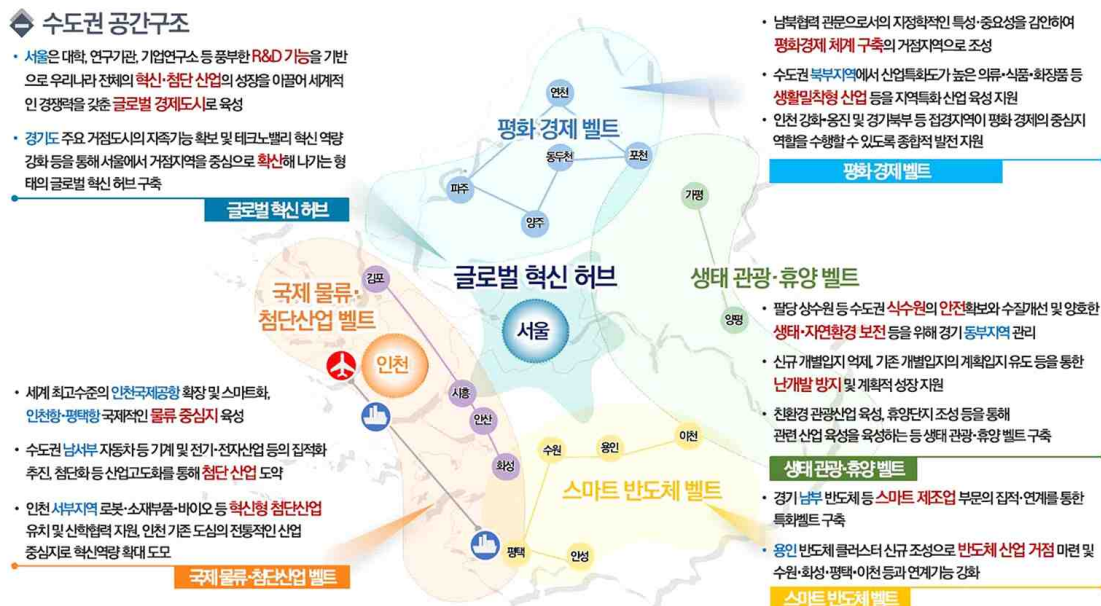 수도권 공간구조
• 서울은 대학, 연구기관, 기업연구소 등 풍부한 R&D 기능을 기반
으로 우리나라 전체의 혁신·첨단 산업의 성장을 이끌어 세계적
인 경쟁력을 갖춘 글로벌 경제도시로 육성
• 경기도 주요 거점도시의 자족기능 확보 및 테크노밸리 혁신 역량
강화 등을 통해 서울에서 거점지역을 중심으로 확산해 나가는 형
태의 글로벌 혁신 허브 구축
글로벌 혁신 허브
• 남북협력 관문으로서의 지정학적인 특성·중요성을 감안하여
평화경제 체계 구축의 거점지역으로 조성
• 수도권 북부지역에서 산업특화도가 높은 의류·식품·화장품 등
생활밀착형 산업 등을 지역특화 산업 육성 지원
• 인천 강화·옹진 및 경기북부 등 접경지역이 평화 경제의 중심지
역할을 수행할 수 있도록 종합적 발전 지원
평화 경제 벨트
연천
평화 경제 벨트
동두천
포천
파주
양주
가평
글로벌 혁신 허브
서울
생태 관광·휴양 벨트
양평
김포
국제 물류·
첨단산업 벨트
인천
시흥
안산
화성
수원
용인
이천
스마트 반도체 벨트
평택
안성
• 세계 최고수준의 인천국제공항 확장 및 스마트화,
인천항·평택항 국제적인 물류 중심지 육성
• 수도권 남서부 자동차 등 기계 및 전기·전자산업 등의 집적화
추진, 첨단화 등 산업고도화를 통해 첨단 산업 도약
• 인천 서부지역 로봇·소재부품·바이오 등 혁신형 첨단산업
유치 및 산학협력 지원, 인천 기존 도심의 전통적인 산업
중심지로 혁신역량 확대 도모
국제 물류·첨단산업 벨트
• 팔당 상수원 등 수도권 식수원의 안전확보와 수질개선 및 양호한
생태·자연환경 보전 등을 위해 경기 동부지역 관리
• 신규 개별입지 억제, 기존 개별입지의 계획입지 유도 등을 통한
난개발 방지 및 계획적 성장 지원
• 친환경 관광산업 육성, 휴양단지 조성 등을 통해
관련 산업 육성을 육성하는 등 생태 관광·휴양 벨트 구축
생태 관광·휴양 벨트
• 경기 남부 반도체 등 스마트 제조업 부문의 집적·연계를 통한
특화벨트 구축
• 용인 반도체 클러스터 신규 조성으로 반도체 산업 거점 마련 및
수원·화성·평택·이천 등과 연계기능 강화
스마트 반도체 벨트